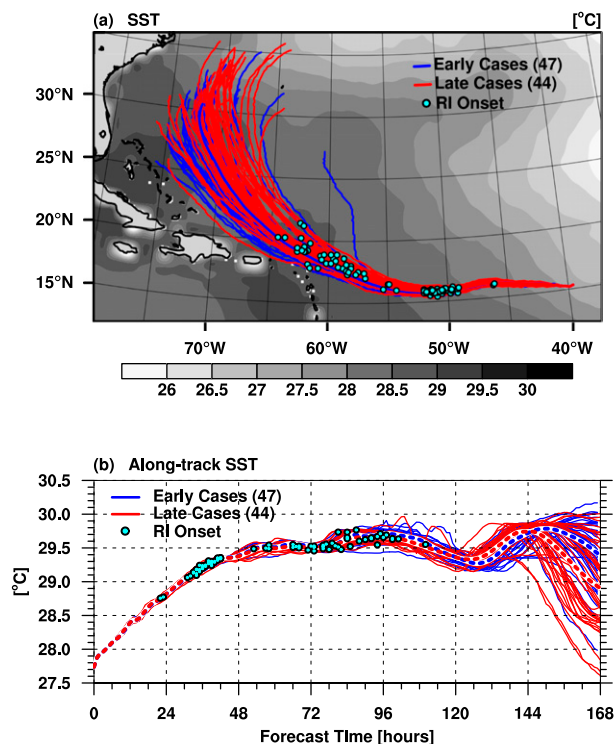 (a) SST [°C]
Early Cases (47)
Late Cases (44)
RI Onset
30°N
25°N
20°N
15°N
70°W 60°W 50°W 40°W
26 26.5 27 27.5 28 28.5 29 29.5 30
(b) Along-track SST
30.5
Early Cases (47)
Late Cases (44)
RI Onset
30.0
29.5
[°C]
29.0
28.5
28.0
27.5
0 24 48 72 96 120 144 168
Forecast TIme [hours]